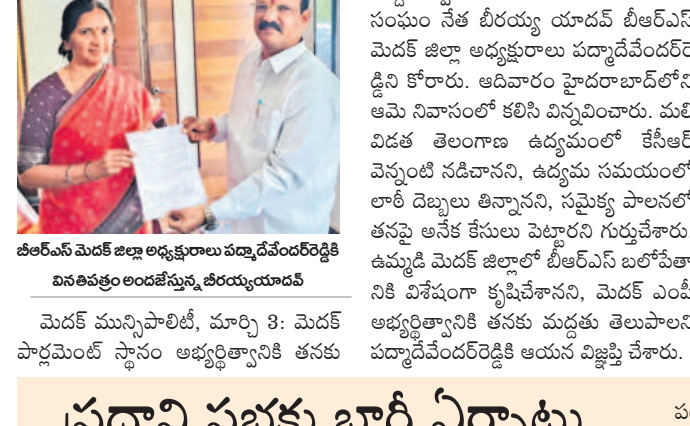 బీఆర్ఎస్ మెదక్ జిల్లా అధ్యక్షురాలు పద్మాదేవేందర్‌రెడ్డికి
వినతిపత్రం అందజేస్తున్న బీరయ్యయాదవ్
మెదక్ మున్సిపాలిటీ, మార్చి 3: మెదక్
పార్లమెంట్ స్థానం అభ్యర్థిత్వానికి తనకు
సంఘం నేత బీరయ్య యాదవ్ బీఆర్ఎస్
మెదక్ జిల్లా అధ్యక్షురాలు పద్మాదేవేందర్‌రె
డ్డిని కోరారు. ఆదివారం హైదరాబాద్‌లోని
ఆమె నివాసంలో కలిసి విన్నవించారు. మలి
విడత తెలంగాణ ఉద్యమంలో కేసీఆర్
వెన్నంటి నడిచానని, ఉద్యమ సమయంలో
లాఠీ దెబ్బలు తిన్నానని, సమైక్య పాలనలో
తనపై అనేక కేసులు పెట్టారని గుర్తుచేశారు.
ఉమ్మడి మెదక్ జిల్లాలో బీఆర్ఎస్ బలోపేతా
నికి విశేషంగా కృషిచేశానని, మెదక్ ఎంపీ
అభ్యర్థిత్వానికి తనకు మద్దతు తెలుపాలని
పద్మాదేవేందర్‌రెడ్డికి ఆయన విజ్ఞప్తి చేశారు.
ప్రధాని సభకు భారీ ఏర్పాట్లు